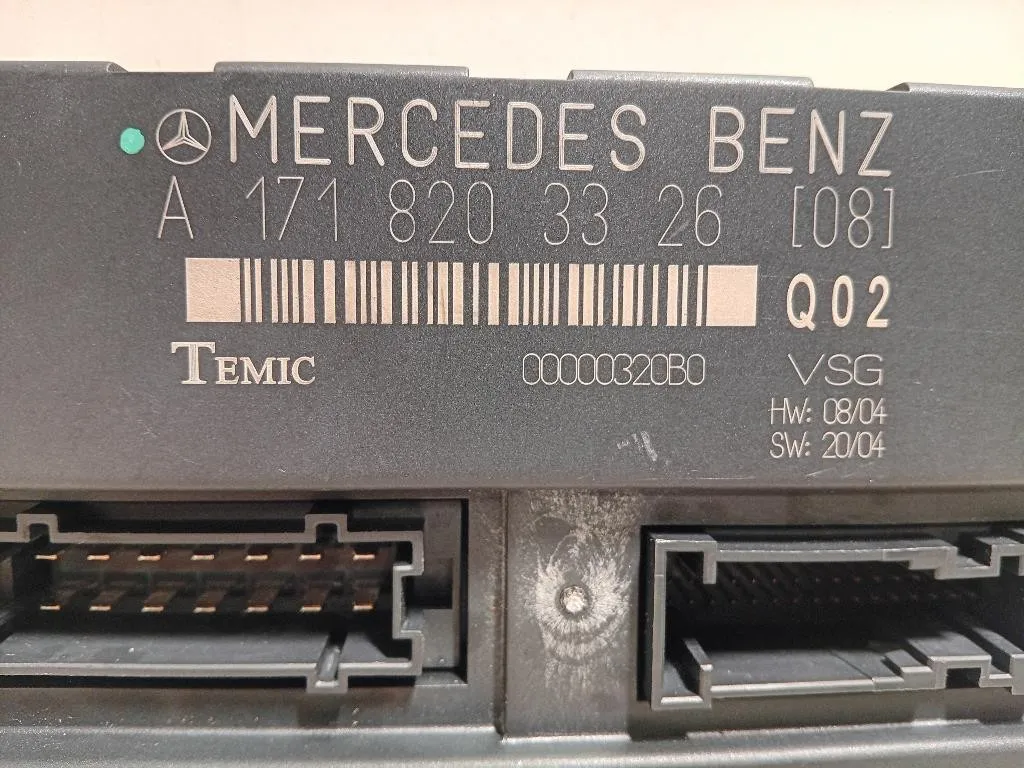 MERCEDES BENZ
A 171 820 33 26 [08]
Q02
TEMIC 00000320B0 VSG
HW: 08/04
SW: 20/04